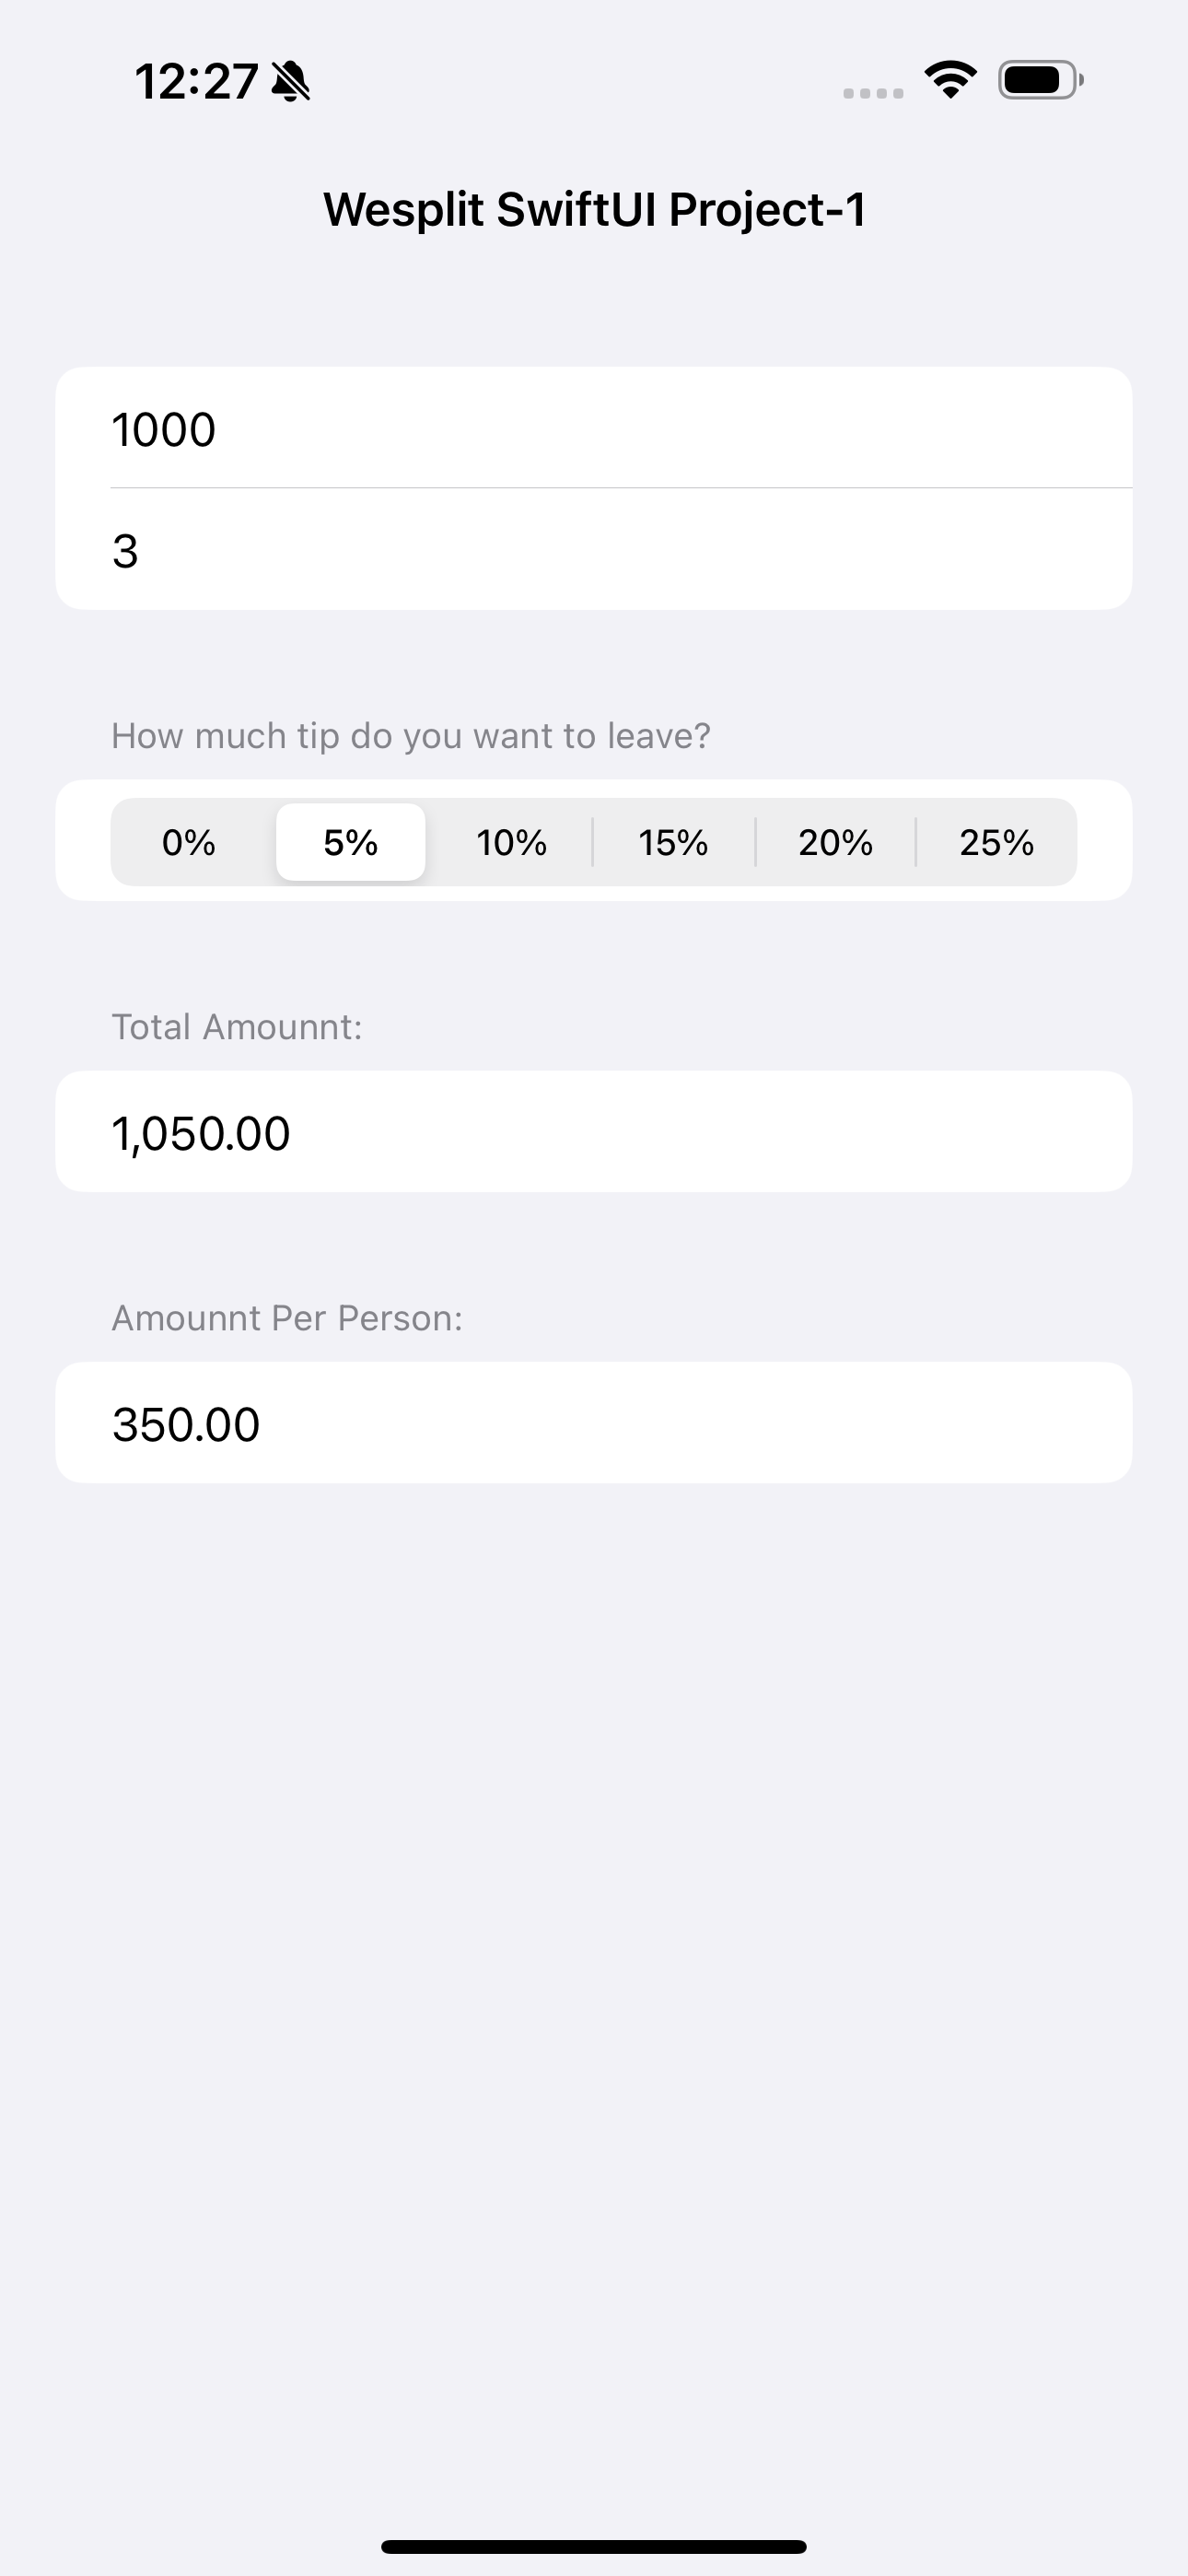 12:27
Wesplit SwiftUI Project-1
1000
3
How much tip do you want to leave?
0% 5% 10% 15% 20% 25%
Total Amounnt:
1,050.00
Amounnt Per Person:
350.00